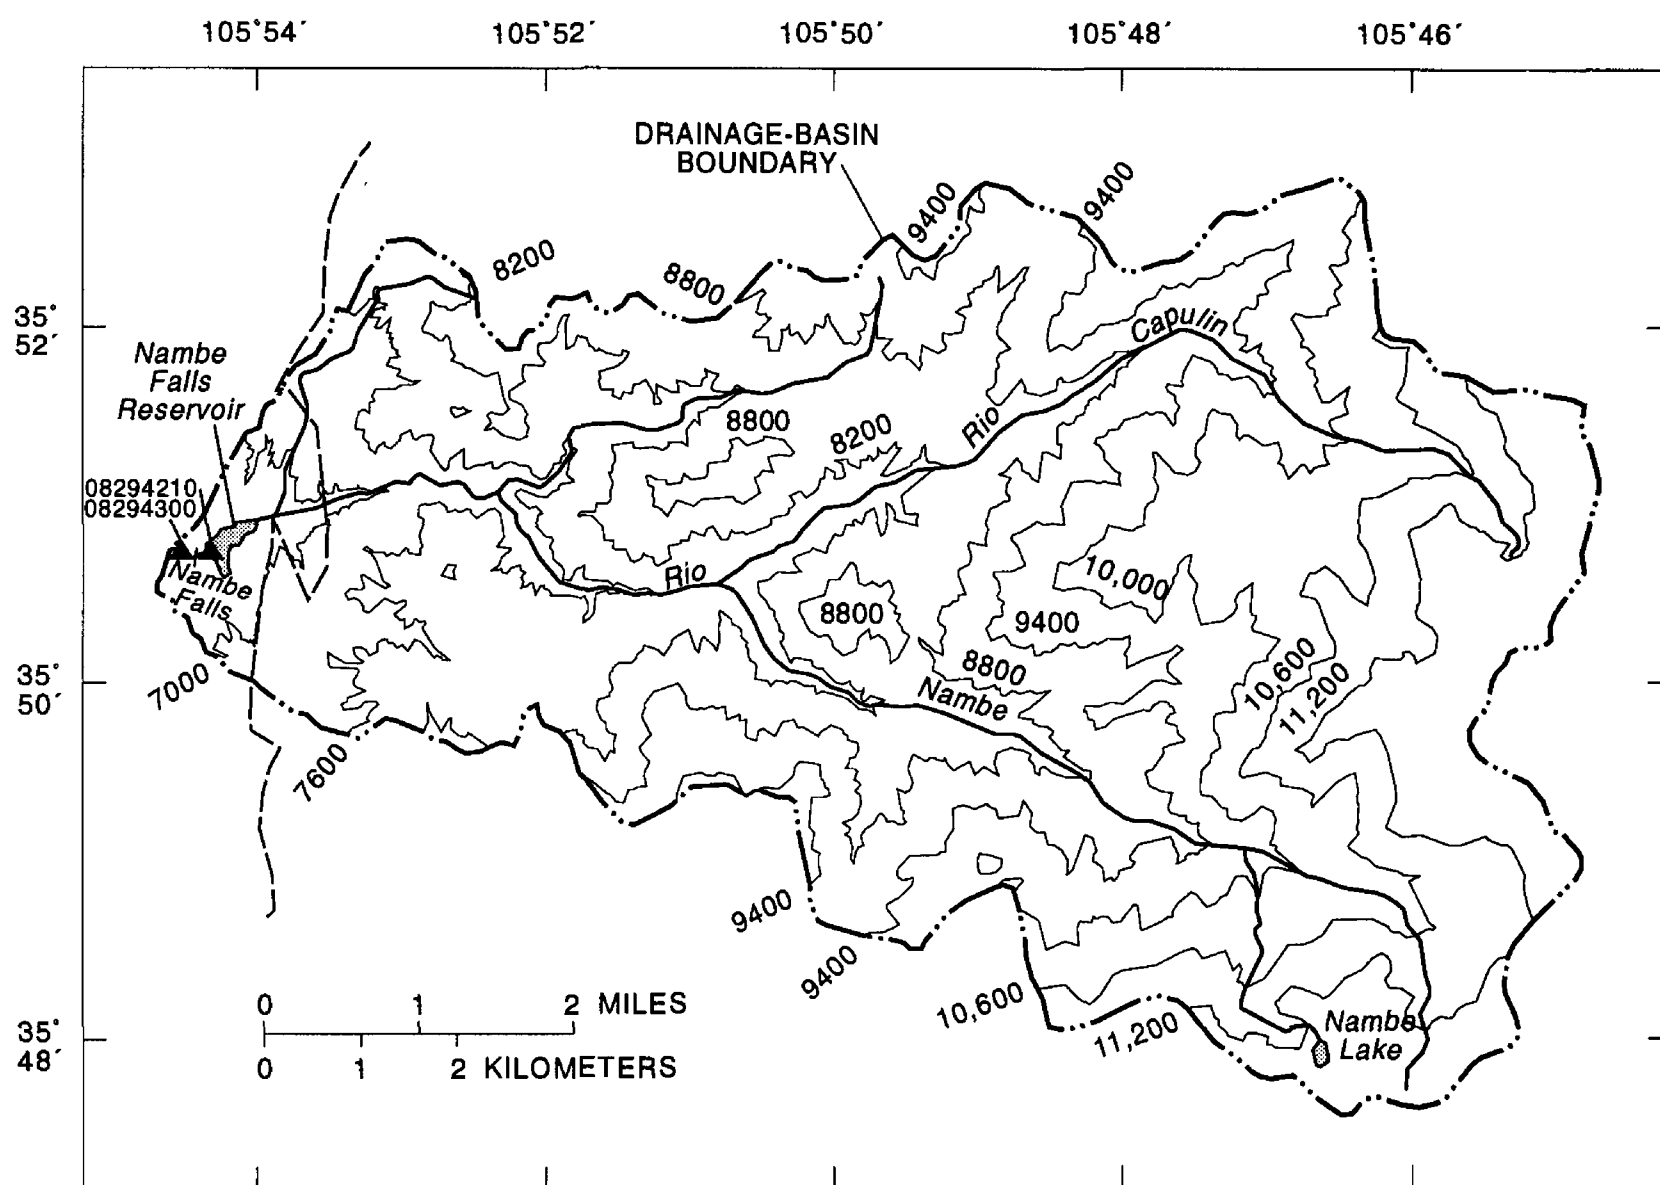 105°54´
105°52´
105°50´
105°48´
105°46´
DRAINAGE-BASIN
BOUNDARY
9400
9400
8200
8800
35°
52´
Nambe
Falls
Reservoir
Capulin
Rio
8800
8200
08294210
08294300
Nambe
Falls
Rio
10,000
8800
9400
8800
10,600
11,200
Nambe
7000
35°
50´
7600
9400
9400
10,600
11,200
0 1 2 MILES
0 1 2 KILOMETERS
35°
48´
Nambe
Lake